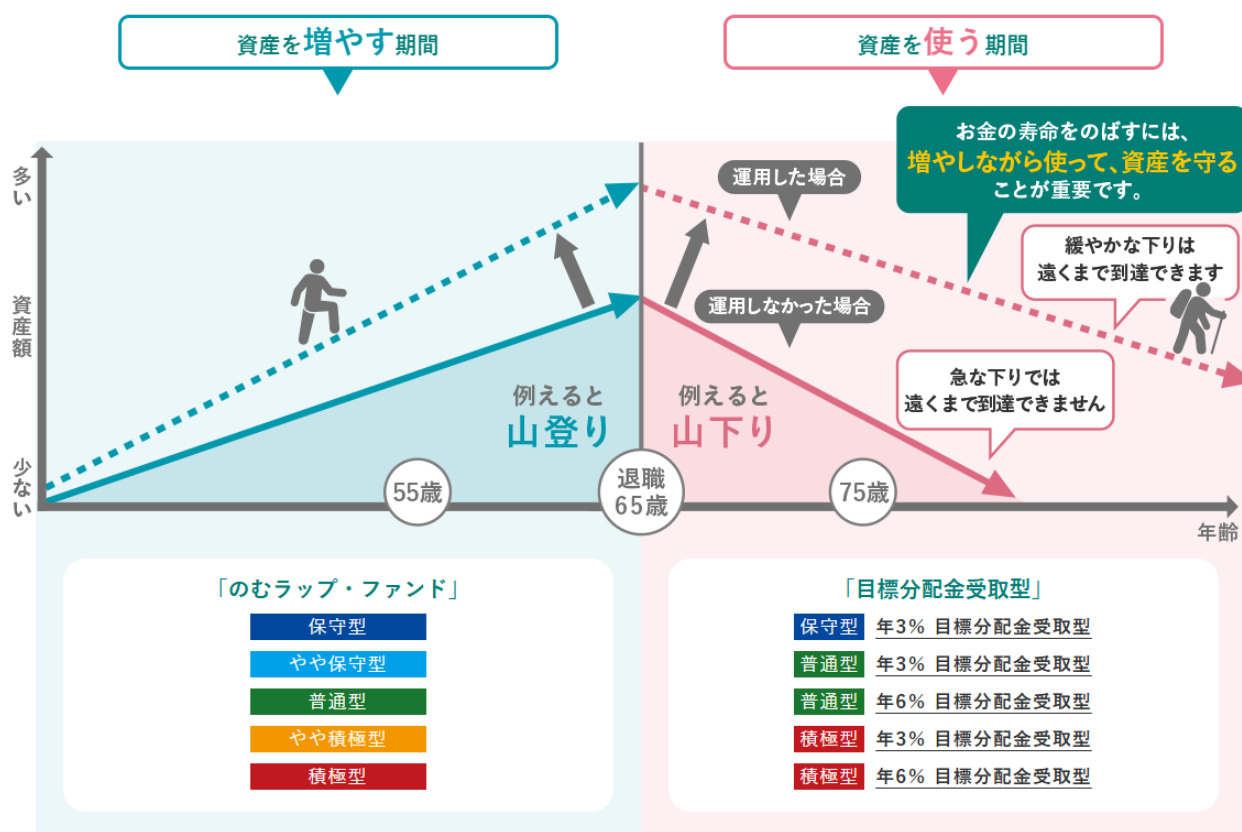 資産を増やす期間
資産を使う期間
お金の寿命をのばすには、
増やしながら使って、資産を守る
ことが重要です。
多い
資産額
少ない
運用した場合
運用しなかった場合
緩やかな下りは
遠くまで到達できます
急な下りでは
遠くまで到達できません
例えると
山登り
例えると
山下り
55歳
退職
65歳
75歳
年齢
「のむラップ・ファンド」
保守型
やや保守型
普通型
やや積極型
積極型
「目標分配金受取型」
保守型 年3% 目標分配金受取型
普通型 年3% 目標分配金受取型
普通型 年6% 目標分配金受取型
積極型 年3% 目標分配金受取型
積極型 年6% 目標分配金受取型